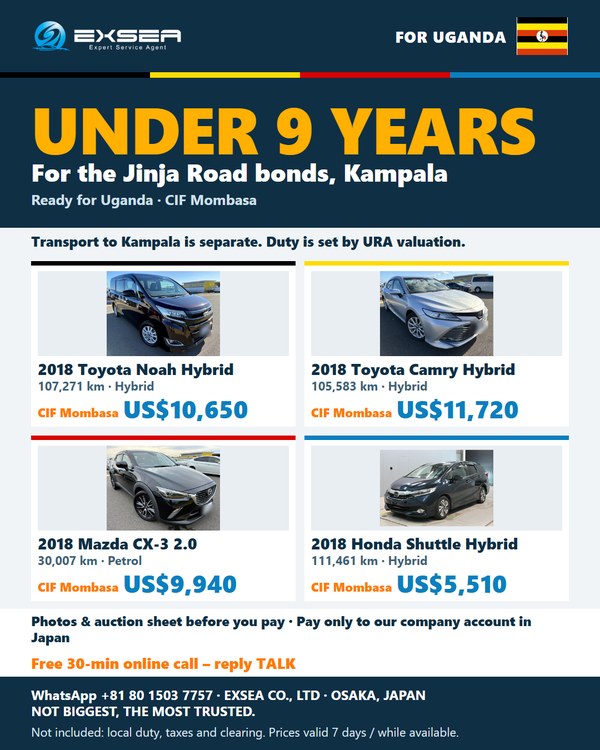 EXSEA
Expert Service Agent
FOR UGANDA
UNDER 9 YEARS
For the Jinja Road bonds, Kampala
Ready for Uganda · CIF Mombasa
Transport to Kampala is separate. Duty is set by URA valuation.
2018 Toyota Noah Hybrid
107,271 km · Hybrid
CIF Mombasa US$10,650
2018 Toyota Camry Hybrid
105,583 km · Hybrid
CIF Mombasa US$11,720
2018 Mazda CX-3 2.0
30,007 km · Petrol
CIF Mombasa US$9,940
2018 Honda Shuttle Hybrid
111,461 km · Hybrid
CIF Mombasa US$5,510
Photos & auction sheet before you pay · Pay only to our company account in
Japan
Free 30-min online call – reply TALK
WhatsApp +81 80 1503 7757 · EXSEA CO., LTD · OSAKA, JAPAN
NOT BIGGEST, THE MOST TRUSTED.
Not included: local duty, taxes and clearing. Prices valid 7 days / while available.